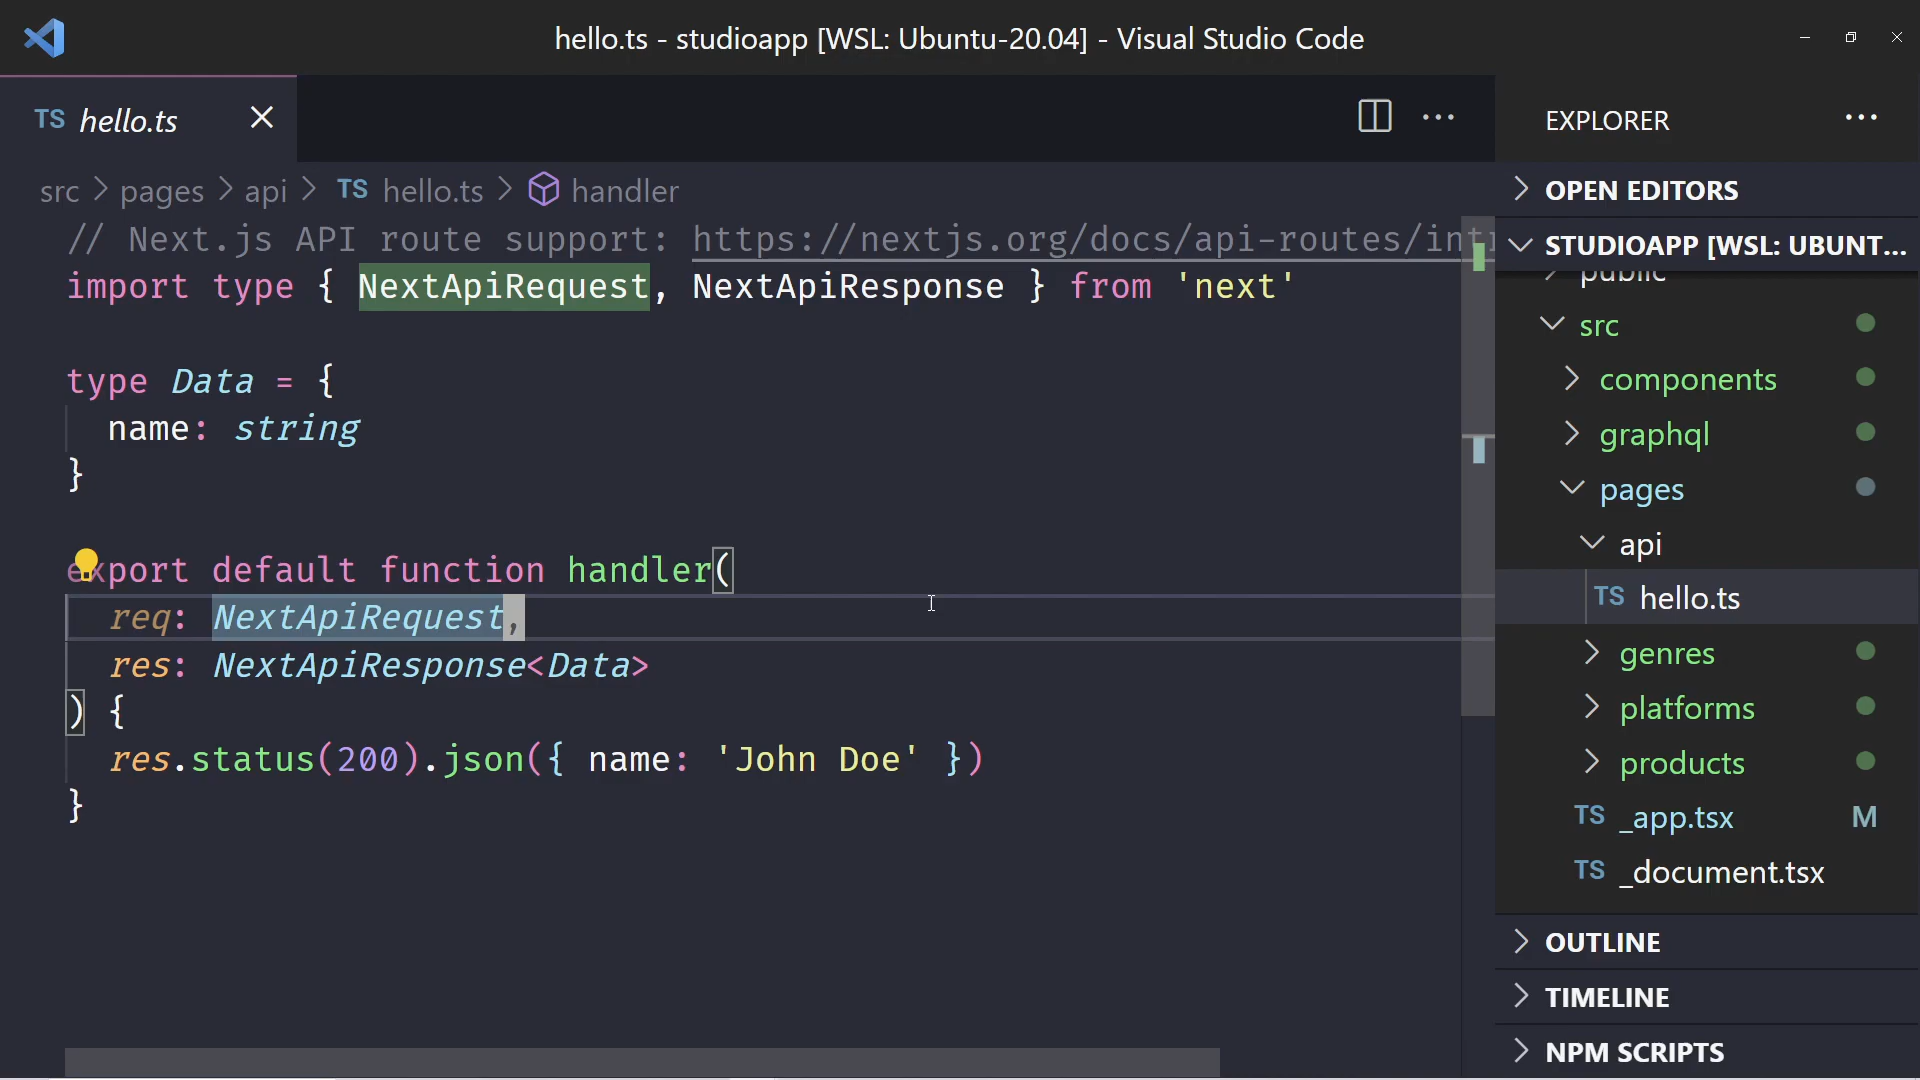 hello.ts - studioapp [WSL: Ubuntu-20.04] - Visual Studio Code
TS hello.ts
src > pages > api > TS hello.ts > handler
// Next.js API route support: https://nextjs.org/docs/api-routes/intr
import type { NextApiRequest, NextApiResponse } from 'next'
type Data = {
name: string
}
export default function handler(
req: NextApiRequest,
res: NextApiResponse<Data>
) {
res.status(200).json({ name: 'John Doe' })
}
EXPLORER
OPEN EDITORS
STUDIOAPP [WSL: UBUNT...
public
src
components
graphql
pages
api
TS hello.ts
genres
platforms
products
TS _app.tsx M
TS _document.tsx
OUTLINE
TIMELINE
NPM SCRIPTS